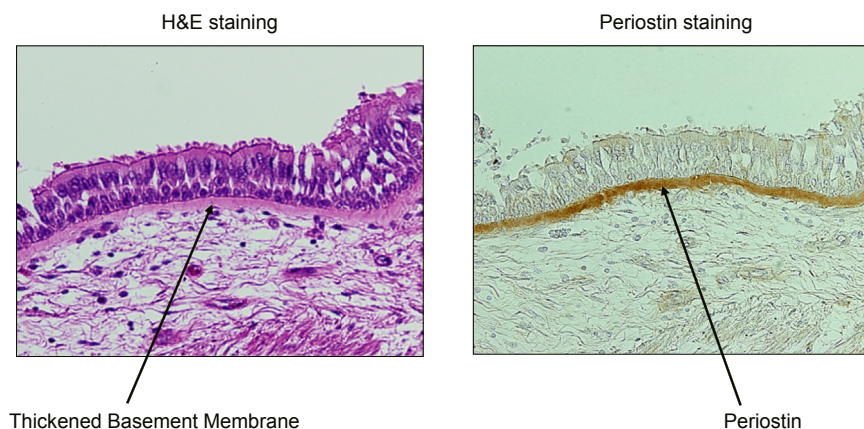 H&E staining
Periostin staining
Thickened Basement Membrane
Periostin